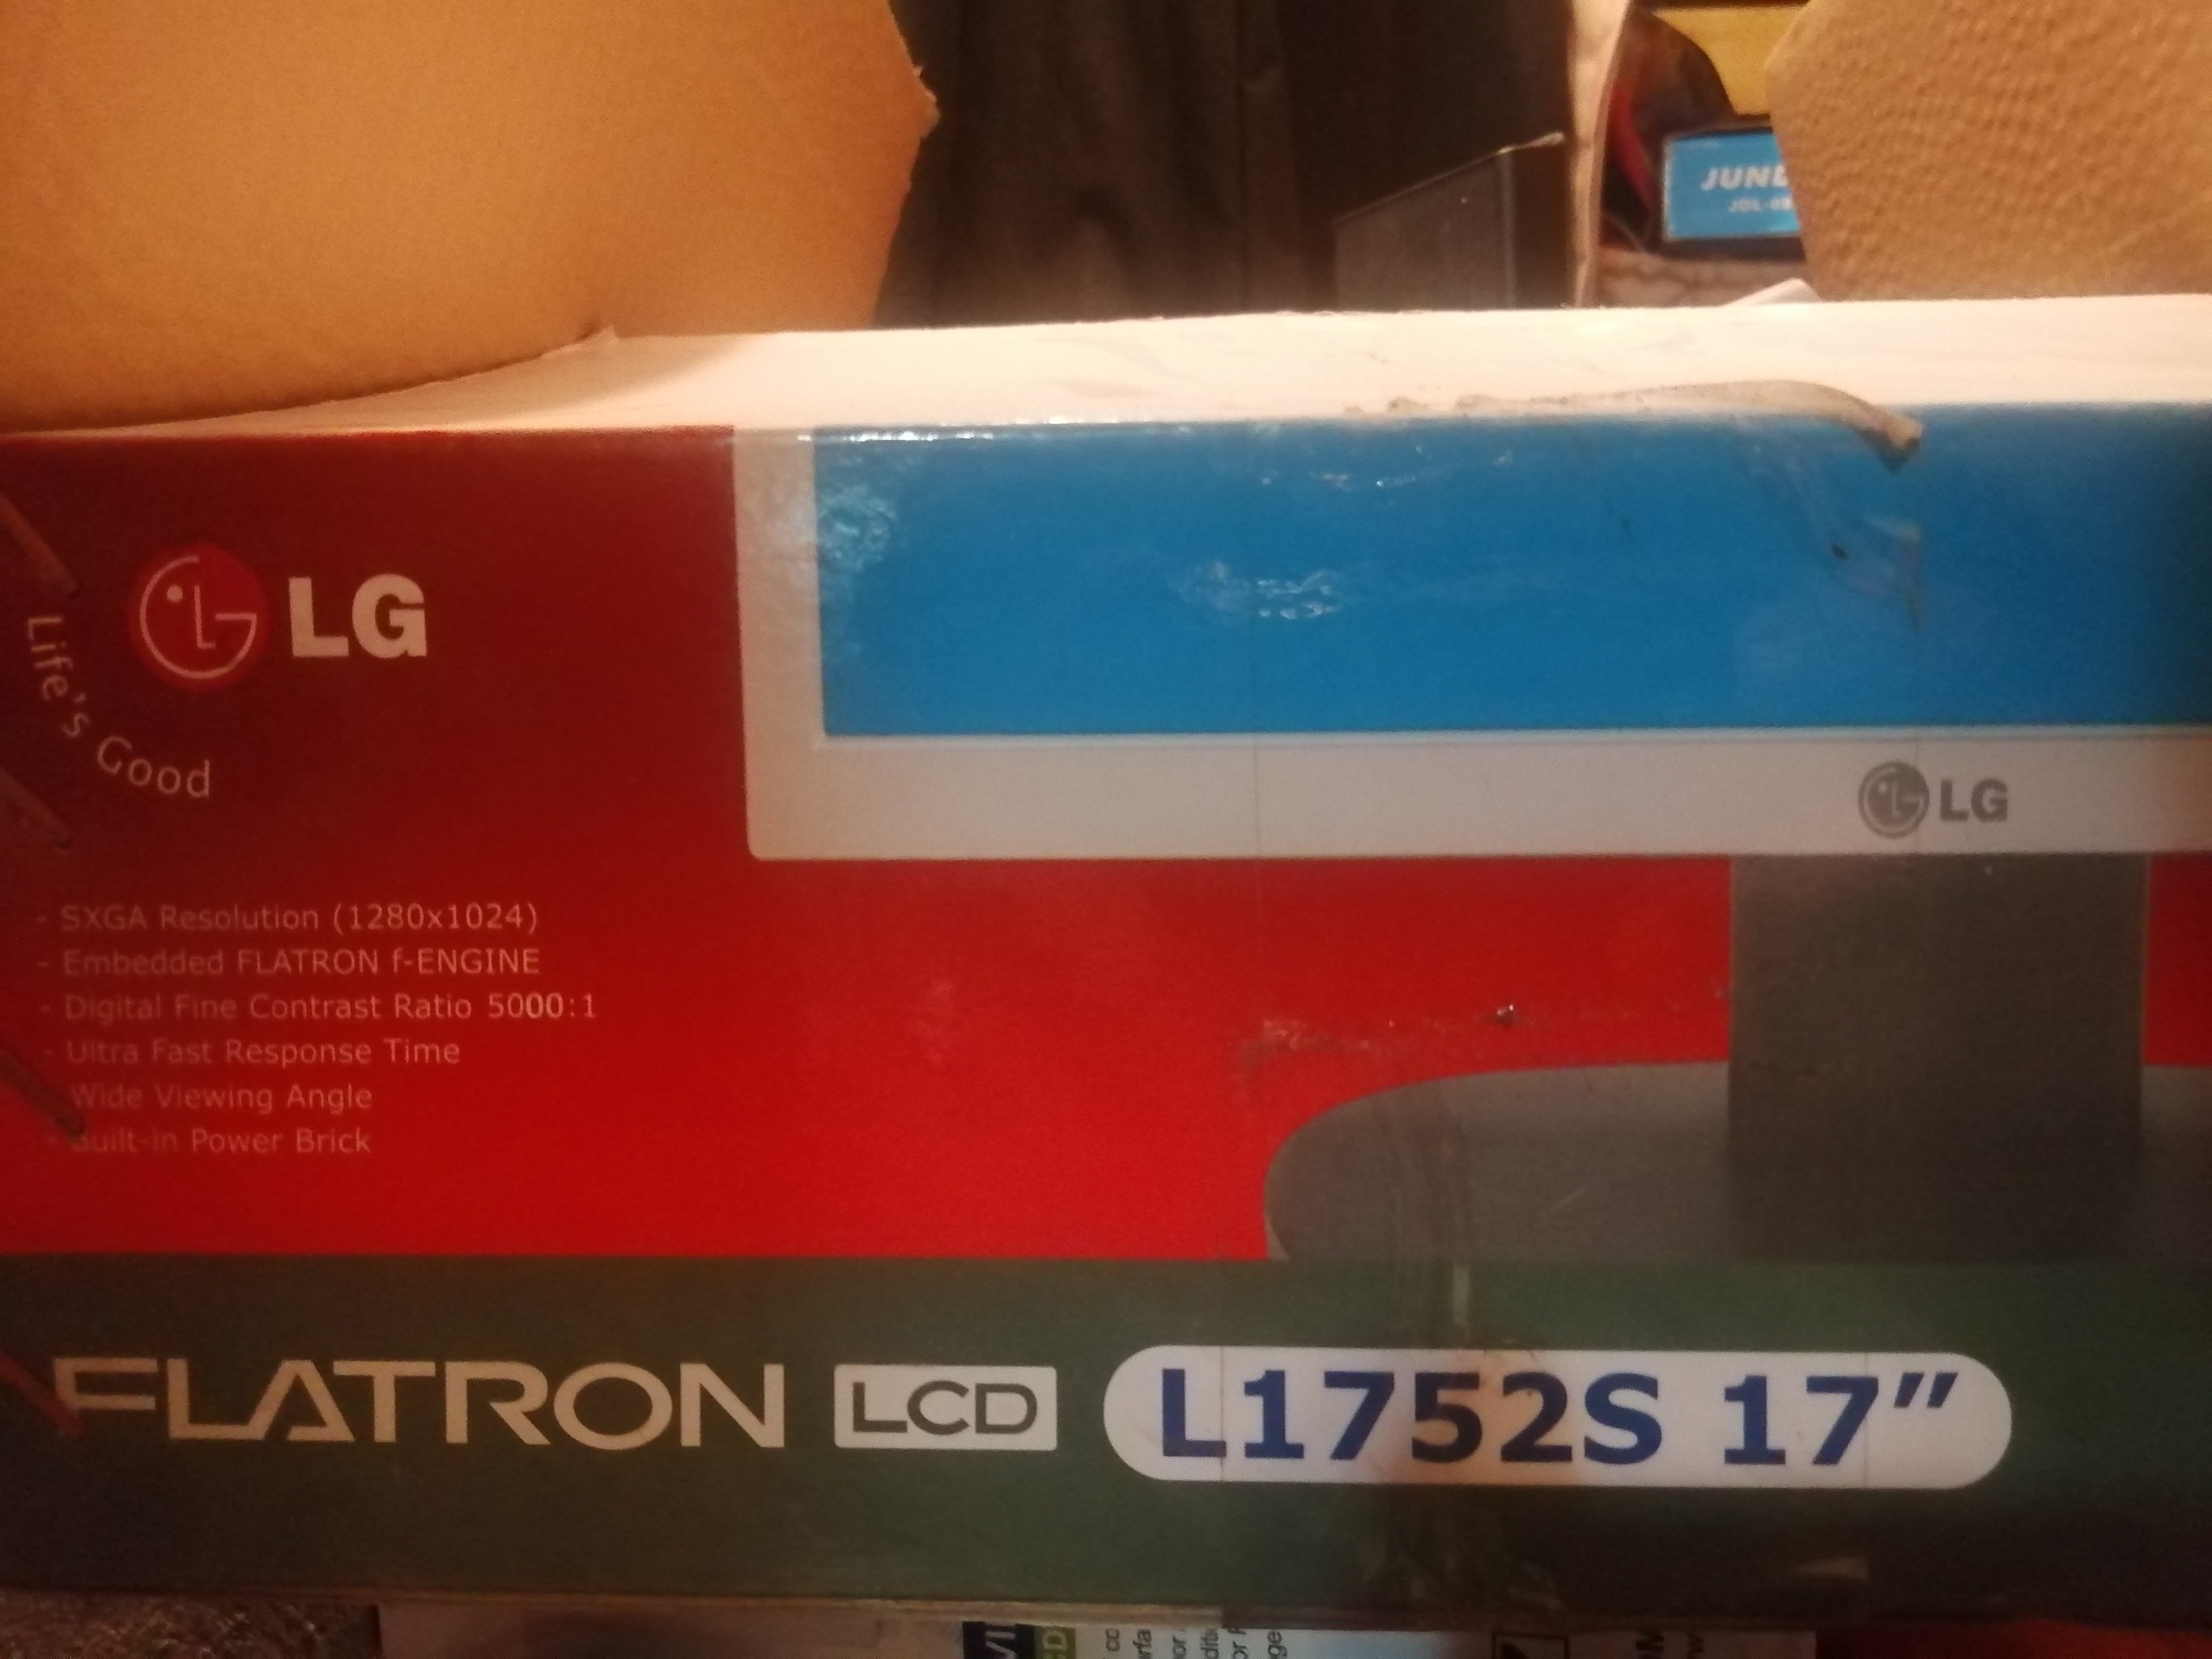 JUND
LG
Life's Good
LG
- SXGA Resolution (1280x1024)
- Embedded FLATRON f-ENGINE
- Digital Fine Contrast Ratio 5000:1
- Ultra Fast Response Time
Wide Viewing Angle
- Built-in Power Brick
FLATRON LCD L1752S 17”